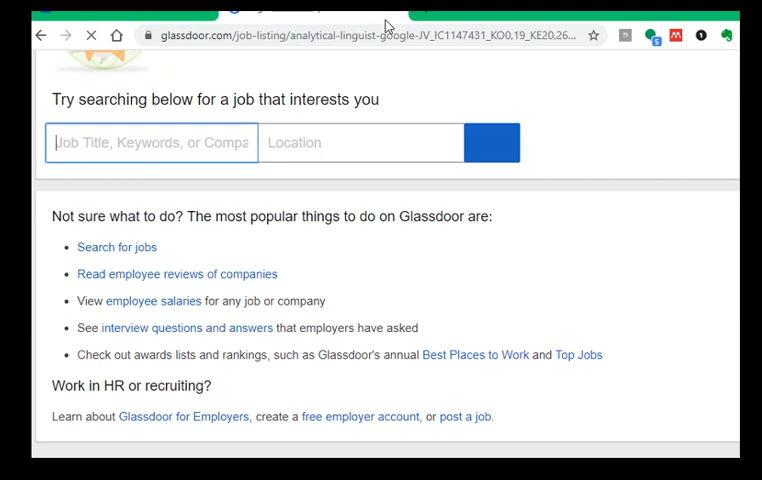 glassdoor.com/job-listing/analytical-linguist-google-JV_IC1147431_KO0,19_KE20,26...
Try searching below for a job that interests you
Job Title, Keywords, or Compa Location
Not sure what to do? The most popular things to do on Glassdoor are:
• Search for jobs
• Read employee reviews of companies
• View employee salaries for any job or company
• See interview questions and answers that employers have asked
• Check out awards lists and rankings, such as Glassdoor's annual Best Places to Work and Top Jobs
Work in HR or recruiting?
Learn about Glassdoor for Employers, create a free employer account, or post a job.